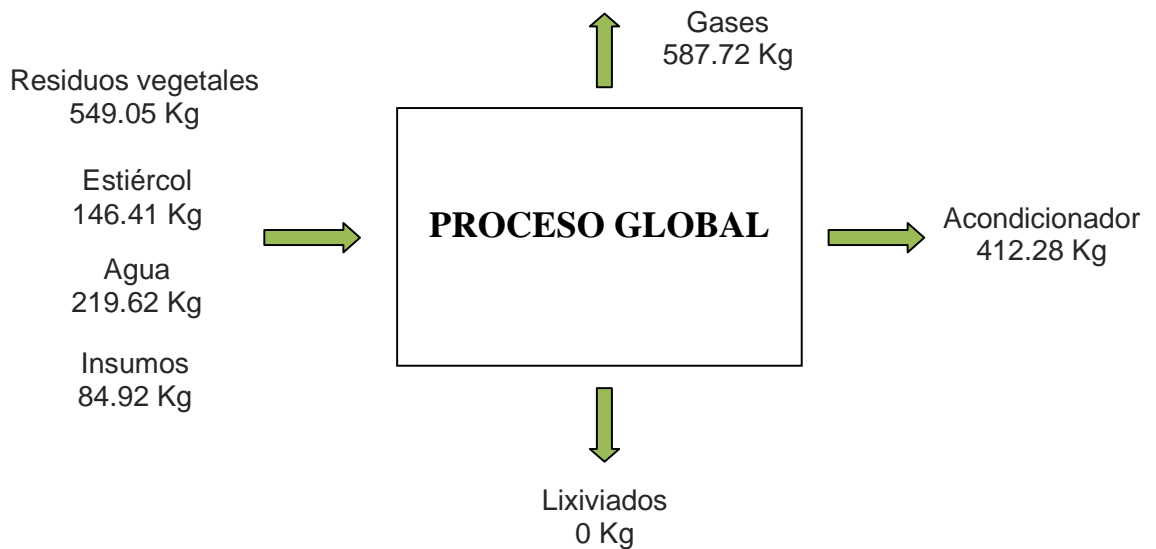 Gases
587.72 Kg
Residuos vegetales
549.05 Kg
Estiércol
146.41 Kg
Agua
219.62 Kg
Insumos
84.92 Kg
PROCESO GLOBAL
Acondicionador
412.28 Kg
Lixiviados
0 Kg